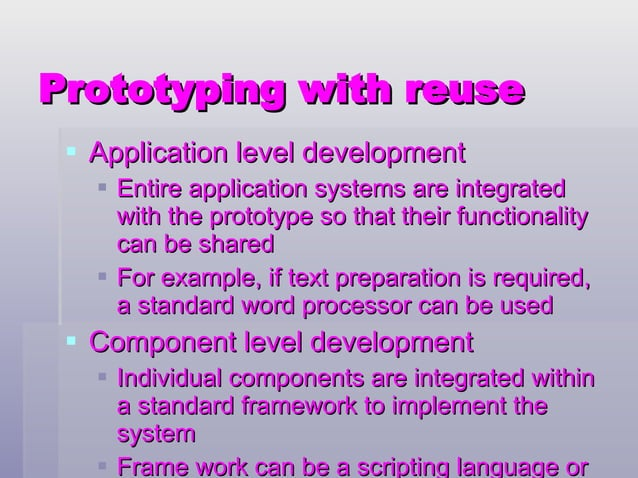 Prototyping with reuse
Application level development
Entire application systems are integrated
with the prototype so that their functionality
can be shared
For example, if text preparation is required,
a standard word processor can be used
Component level development
Individual components are integrated within
a standard framework to implement the
system
Frame work can be a scripting language or